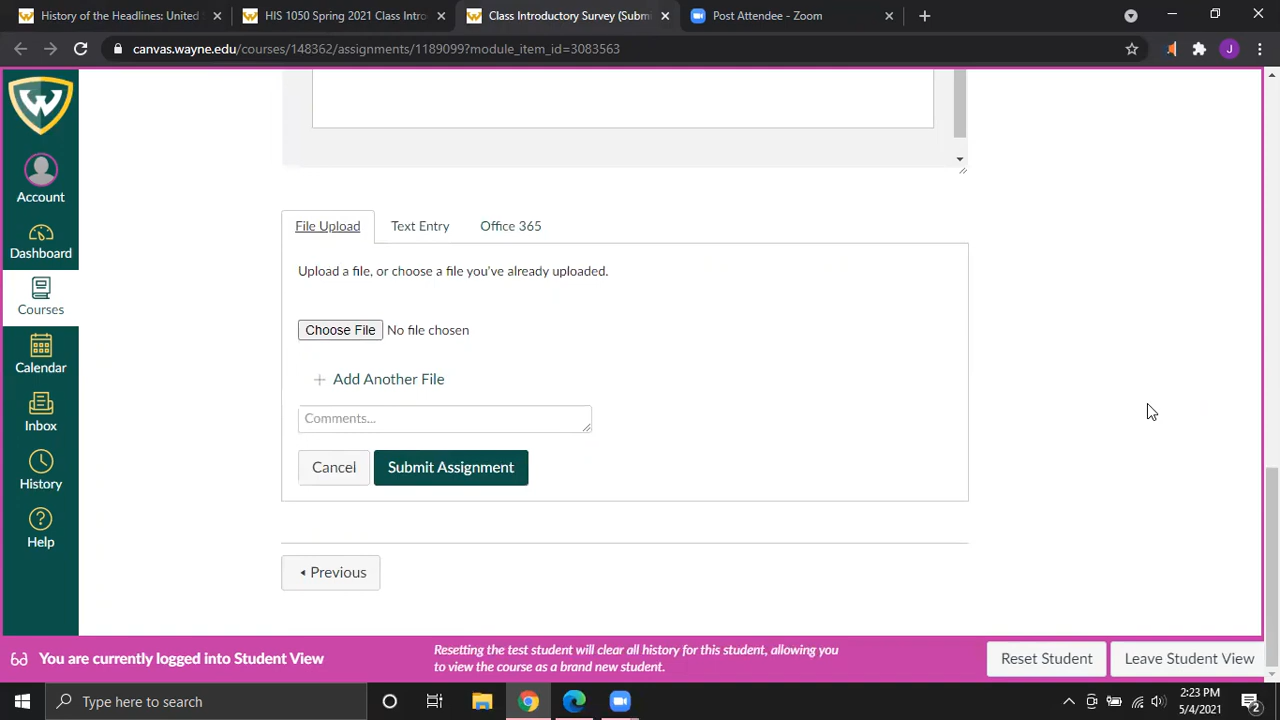 History of the Headlines: United
HIS 1050 Spring 2021 Class Intro
Class Introductory Survey (Subm
Post Attendee - Zoom
canvas.wayne.edu/courses/148362/assignments/1189099?module_item_id=3083563
J
W
Account
Dashboard
Courses
Calendar
Inbox
History
Help
File Upload
Text Entry
Office 365
Upload a file, or choose a file you've already uploaded.
Choose File No file chosen
+ Add Another File
Comments...
Cancel
Submit Assignment
Previous
You are currently logged into Student View
Resetting the test student will clear all history for this student, allowing you
to view the course as a brand new student.
Reset Student
Leave Student View
Type here to search
2:23 PM
5/4/2021
2